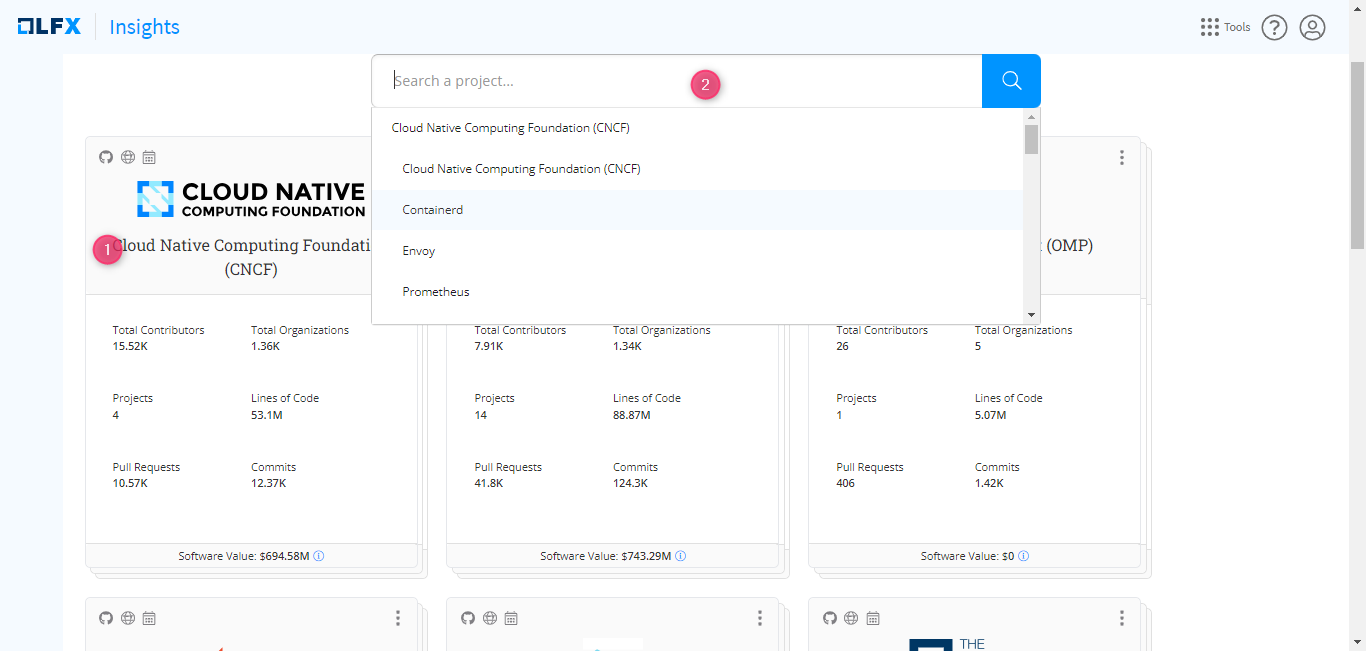 LFX
Insights
Tools
?
Search a project...
2
Cloud Native Computing Foundation (CNCF)
Cloud Native Computing Foundation (CNCF)
Containerd
Envoy
Prometheus
CLOUD NATIVE
COMPUTING FOUNDATION
1
Cloud Native Computing Foundati
(CNCF)
(OMP)
Total Contributors
15.52K
Total Organizations
1.36K
Projects
4
Lines of Code
53.1M
Pull Requests
10.57K
Commits
12.37K
Software Value: $694.58M
Total Contributors
7.91K
Total Organizations
1.34K
Projects
14
Lines of Code
88.87M
Pull Requests
41.8K
Commits
124.3K
Software Value: $743.29M
Total Contributors
26
Total Organizations
5
Projects
1
Lines of Code
5.07M
Pull Requests
406
Commits
1.42K
Software Value: $0
THE